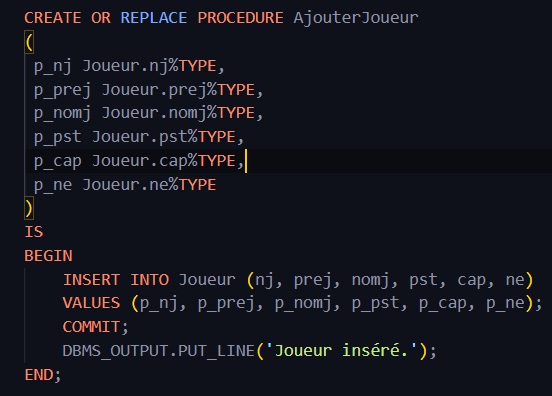 CREATE OR REPLACE PROCEDURE AjouterJoueur
(
p_nj Joueur.nj%TYPE,
p_prej Joueur.prej%TYPE,
p_nomj Joueur.nomj%TYPE,
p_pst Joueur.pst%TYPE,
p_cap Joueur.cap%TYPE,
p_ne Joueur.ne%TYPE
)
IS
BEGIN
INSERT INTO Joueur (nj, prej, nomj, pst, cap, ne)
VALUES (p_nj, p_prej, p_nomj, p_pst, p_cap, p_ne);
COMMIT;
DBMS_OUTPUT.PUT_LINE('Joueur inséré.');
END;